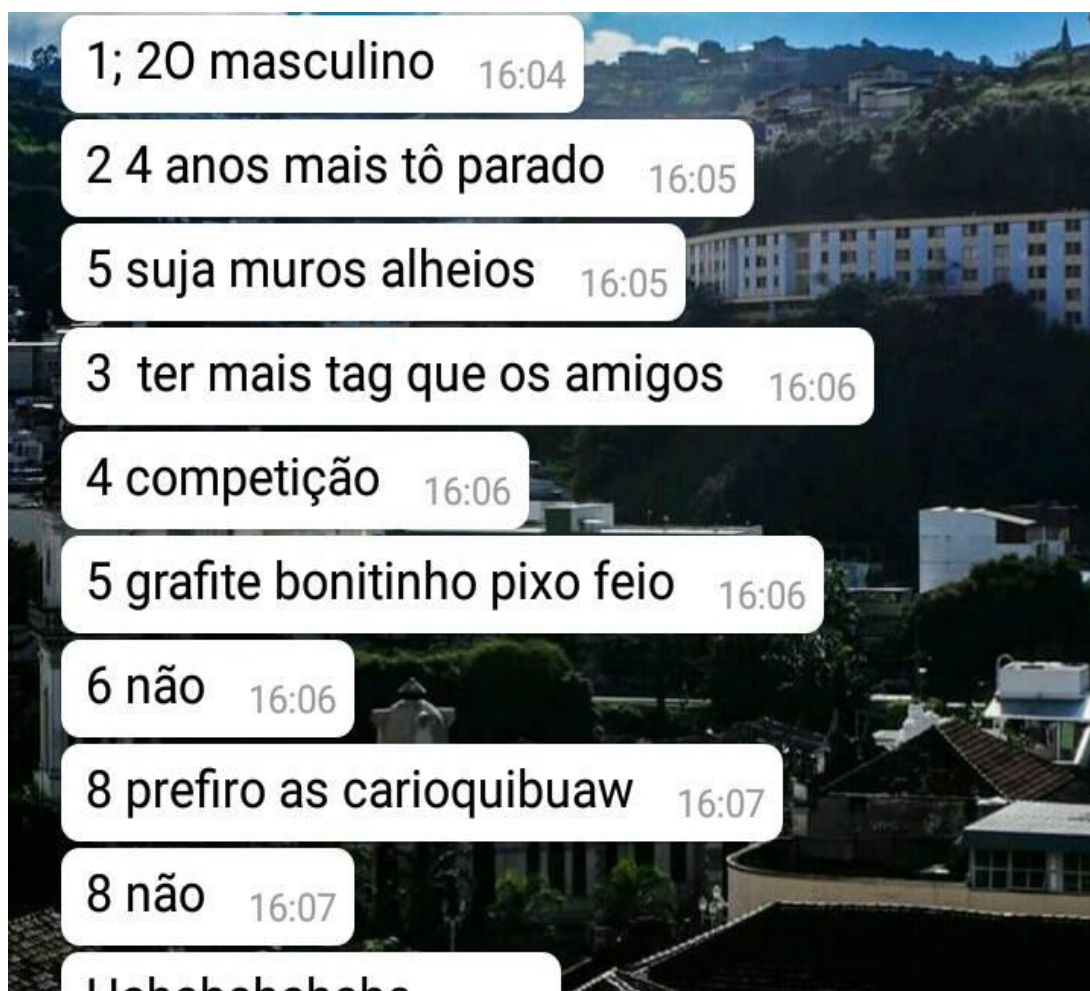 1; 2O masculino 16:04
2 4 anos mais tô parado 16:05
5 suja muros alheios 16:05
3 ter mais tag que os amigos 16:06
4 competição 16:06
5 grafite bonitinho pixo feio 16:06
6 não 16:06
8 prefiro as carioquibuaw 16:07
8 não 16:07